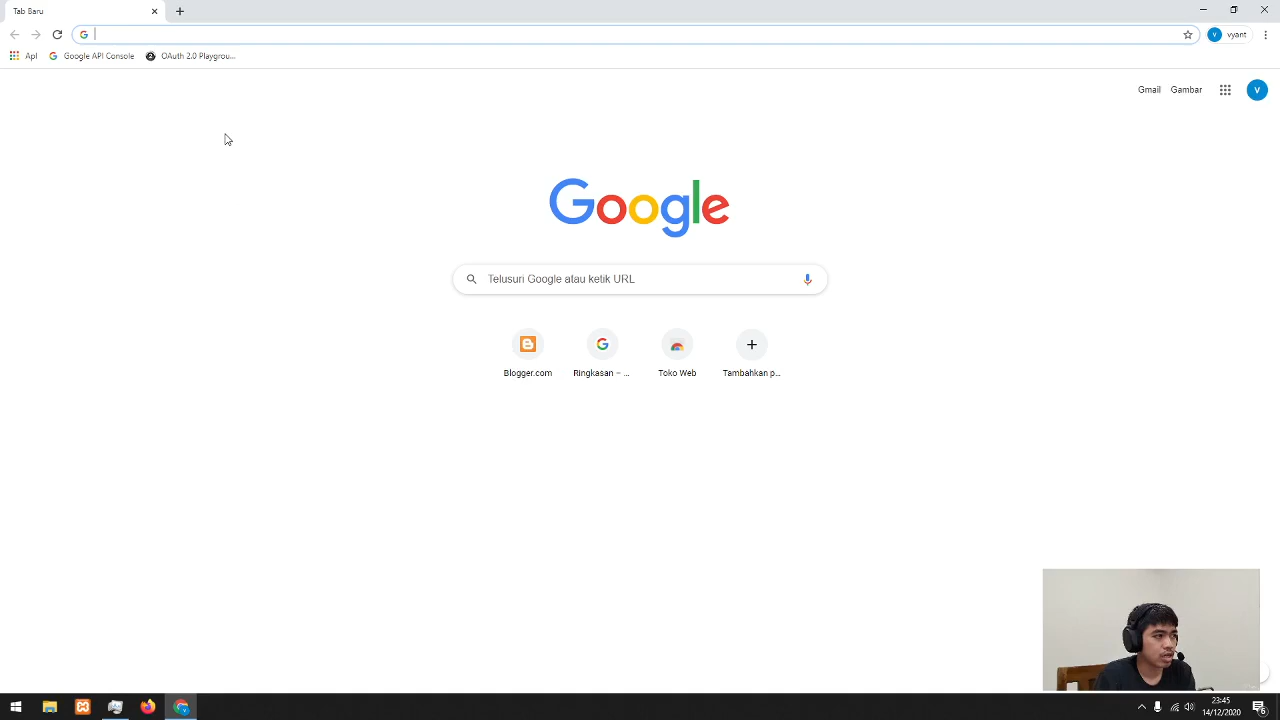 Tab Baru
vyant
Apl
Google API Console
OAuth 2.0 Playgrou...
Gmail
Gambar
V
Google
Telusuri Google atau ketik URL
Blogger.com
Ringkasan – ...
Toko Web
Tambahkan p...
23:45
14/12/2020
6